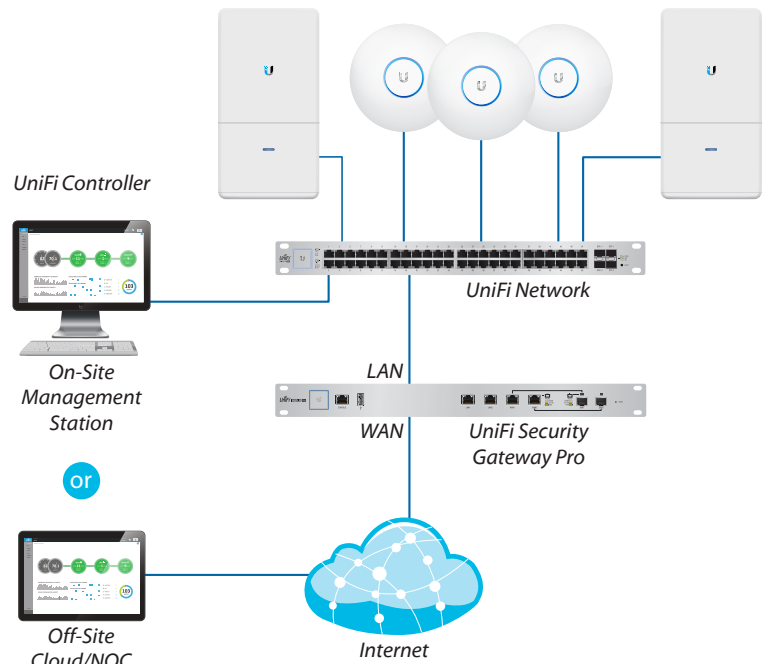 UniFi Controller
UniFi Network
On-Site
Management
Station
LAN
WAN
UniFi Security
Gateway Pro
or
Off-Site
Cloud/NOC
Internet